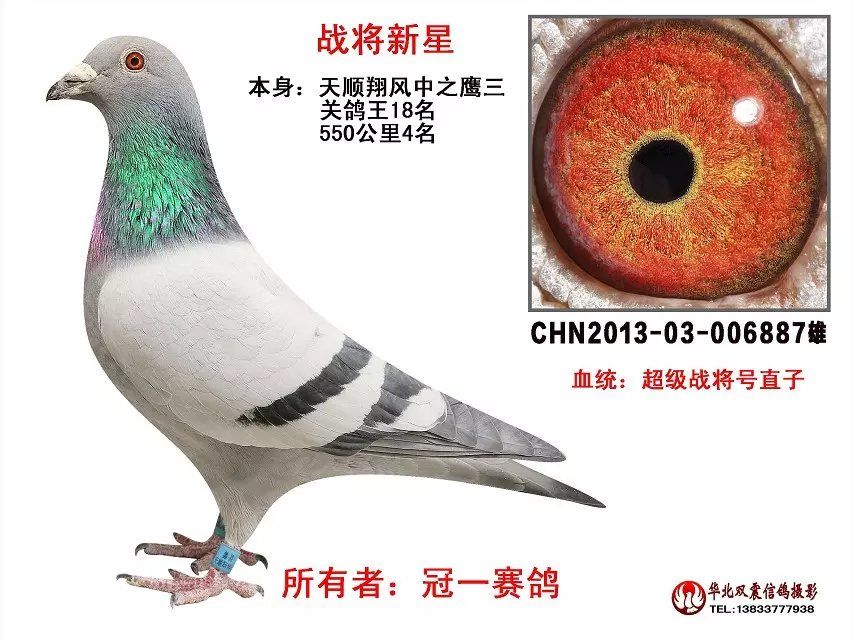 战将新星
本身：天顺翔风中之鹰三
关鸽王18名
550公里4名
CHN2013-03-006887雄
血统：超级战将号直子
所有者：冠一赛鸽
华北双震信鸽摄影
TEL:13833777938